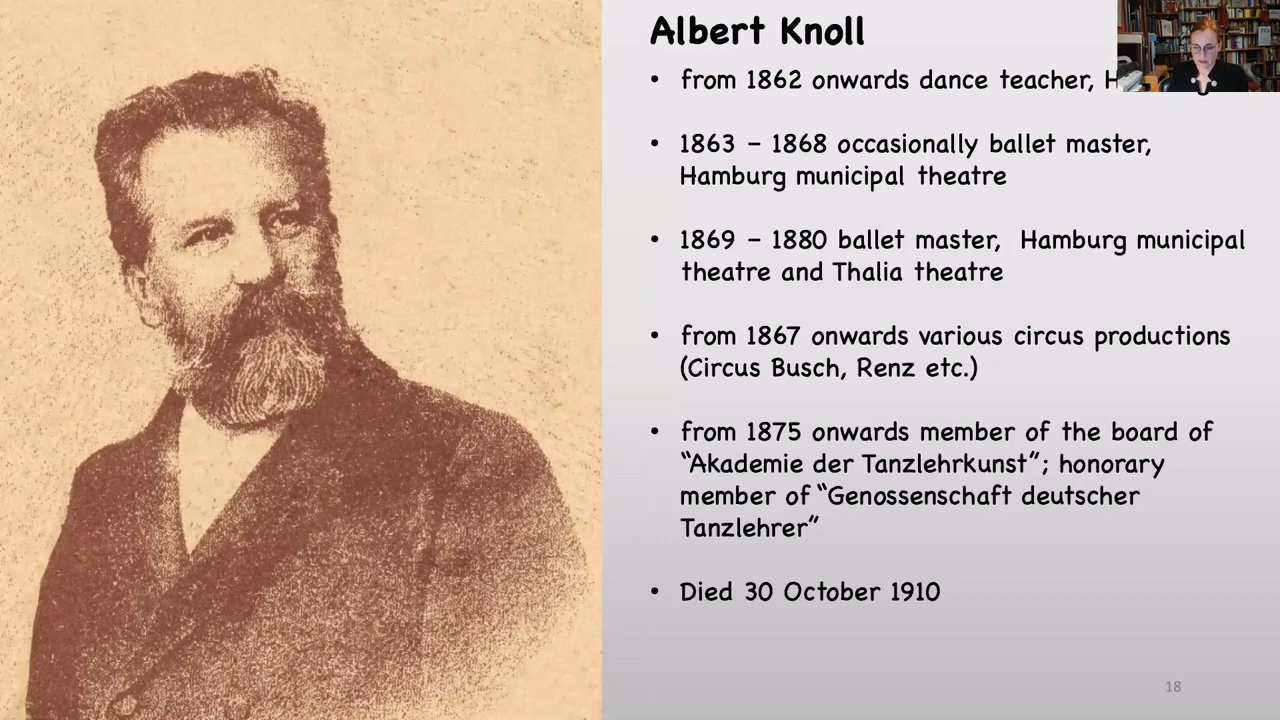 Albert Knoll
• from 1862 onwards dance teacher,
• 1863 – 1868 occasionally ballet master,
Hamburg municipal theatre
• 1869 – 1880 ballet master, Hamburg municipal
theatre and Thalia theatre
• from 1867 onwards various circus productions
(Circus Busch, Renz etc.)
• from 1875 onwards member of the board of
“Akademie der Tanzlehrkunst”; honorary
member of “Genossenschaft deutscher
Tanzlehrer”
• Died 30 October 1910
18